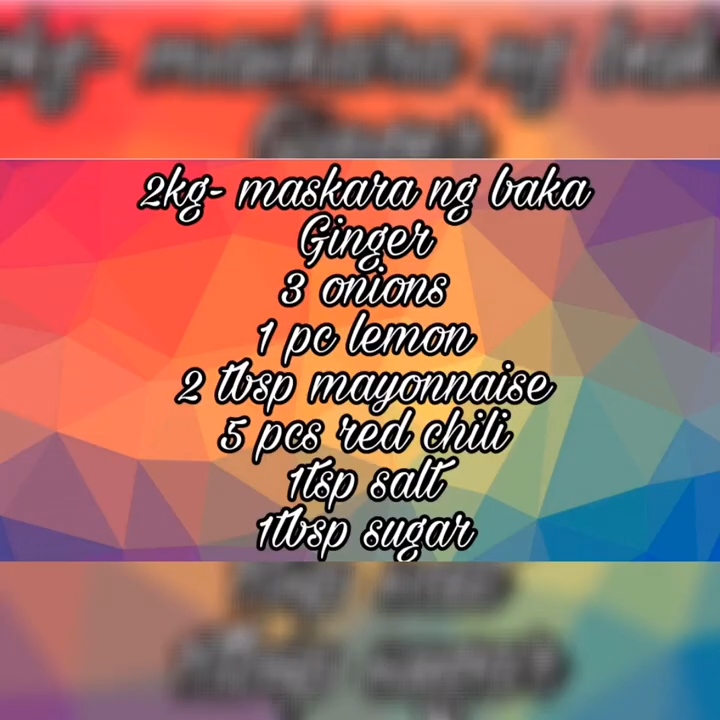 2kg- maskara ng baka
Ginger
3 onions
1 pc lemon
2 tbsp mayonnaise
5 pcs red chili
1tsp salt
1tbsp sugar